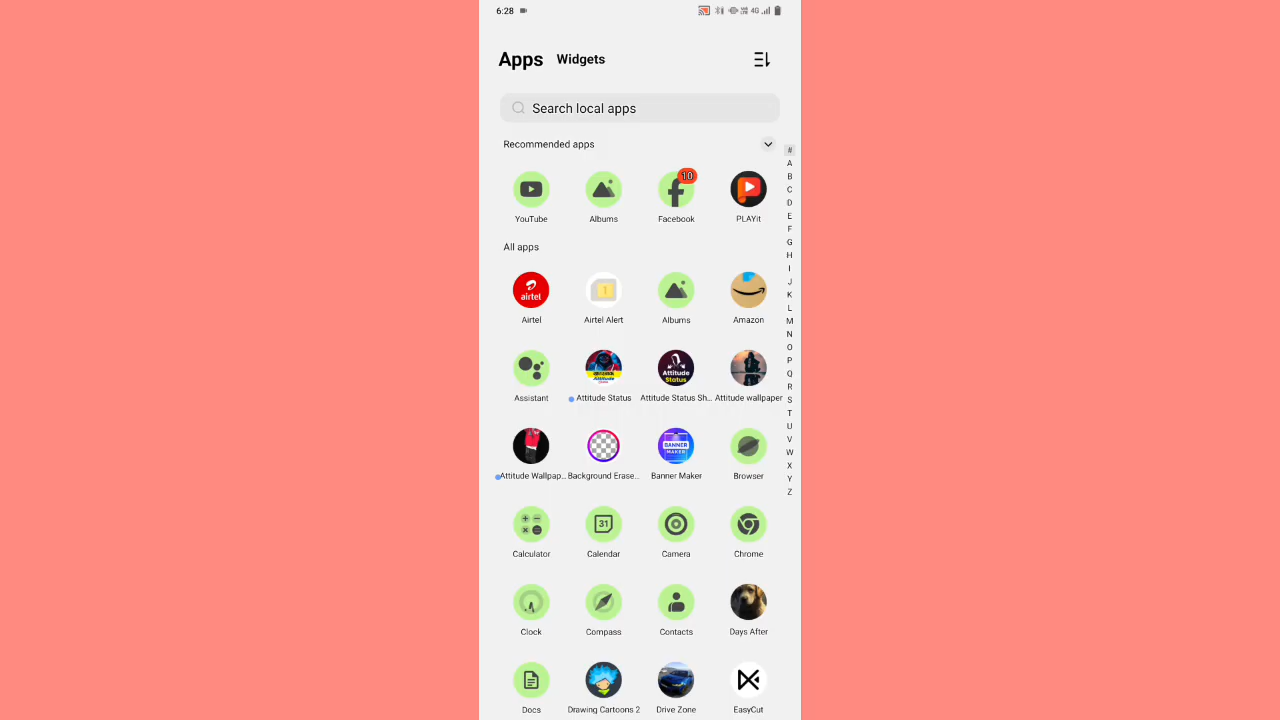 6:28
4G
Apps Widgets
Search local apps
Recommended apps
#
A
B
C
D
E
F
G
H
I
J
K
L
M
N
O
P
Q
R
S
T
U
V
W
X
Y
Z
10
YouTube Albums Facebook PLAYit
All apps
airtel
1
Airtel Airtel Alert Albums Amazon
Attitude
Status
Assistant Attitude Status Attitude Status Sh... Attitude wallpaper
BANNER
MAKER
Attitude Wallpap... Background Erase... Banner Maker Browser
31
Calculator Calendar Camera Chrome
Clock Compass Contacts Days After
Docs Drawing Cartoons 2 Drive Zone EasyCut